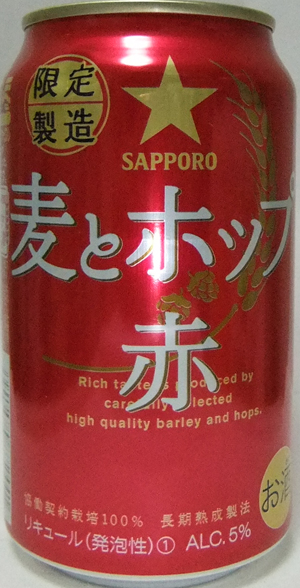 限定
製造
SAPPORO
麦とホップ
赤
Rich taste is produced by
carefully selected
high quality barley and hops.
協働契約栽培100% 長期熟成製法
リキュール(発泡性)① ALC.5%
お酒